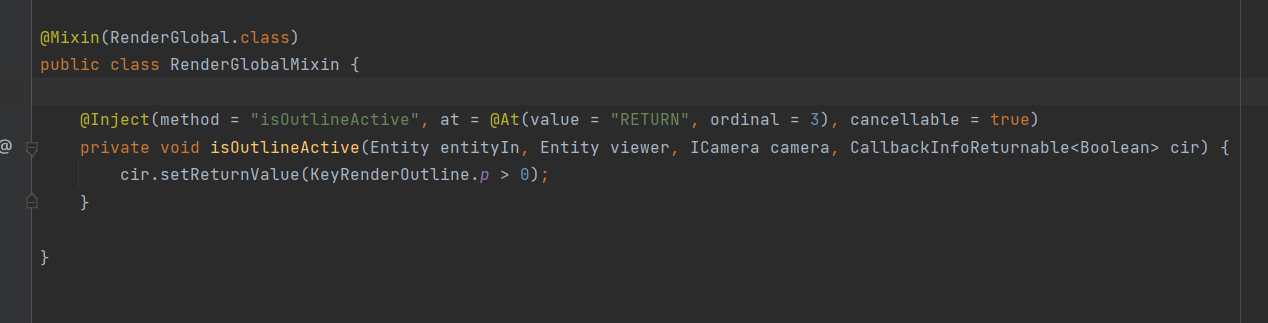 @Mixin(RenderGlobal.class)
public class RenderGlobalMixin {
@Inject(method = "isOutlineActive", at = @At(value = "RETURN", ordinal = 3), cancellable = true)
@
private void isOutlineActive(Entity entityIn, Entity viewer, ICamera camera, CallbackInfoReturnable<Boolean> cir) {
cir.setReturnValue(KeyRenderOutline.p > 0);
}
}